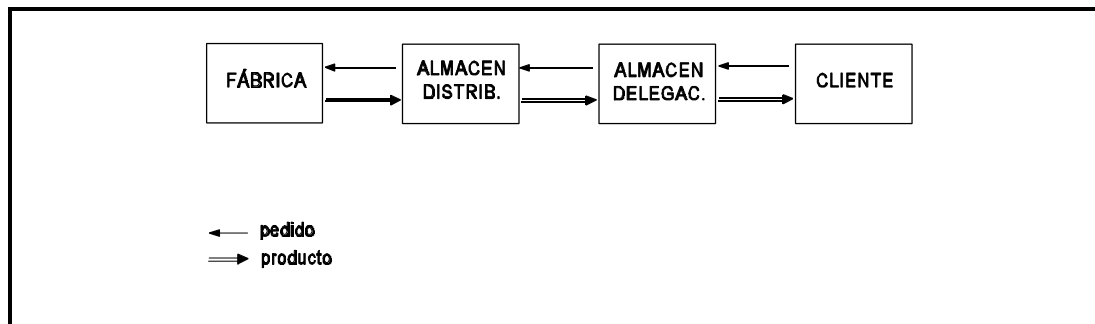 FÁBRICA
ALMACEN
DISTRIB.
ALMACEN
DELEGAC.
CLIENTE
pedido
producto